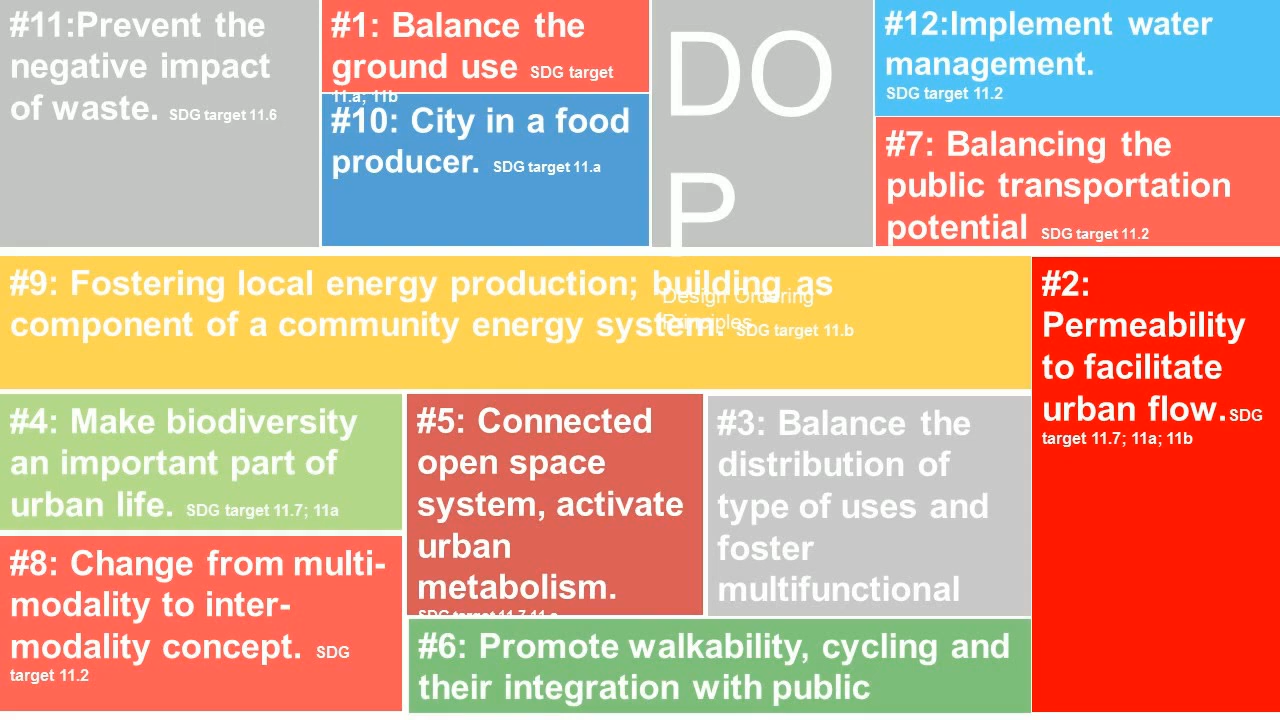 #11:Prevent the
negative impact
of waste. SDG target 11.6
#1: Balance the
ground use SDG target
11.a; 11b
#10: City in a food
producer. SDG target 11.a
DO
P
Design Ordering
Principles
#12:Implement water
management.
SDG target 11.2
#7: Balancing the
public transportation
potential SDG target 11.2
#9: Fostering local energy production; building as
component of a community energy system. SDG target 11.b
#2:
Permeability
to facilitate
urban flow.SDG
target 11.7; 11a; 11b
#4: Make biodiversity
an important part of
urban life. SDG target 11.7; 11a
#5: Connected
open space
system, activate
urban
metabolism.
SDG target 11.7 11.a
#3: Balance the
distribution of
type of uses and
foster
multifunctional
#8: Change from multi-
modality to inter-
modality concept. SDG
target 11.2
#6: Promote walkability, cycling and
their integration with public